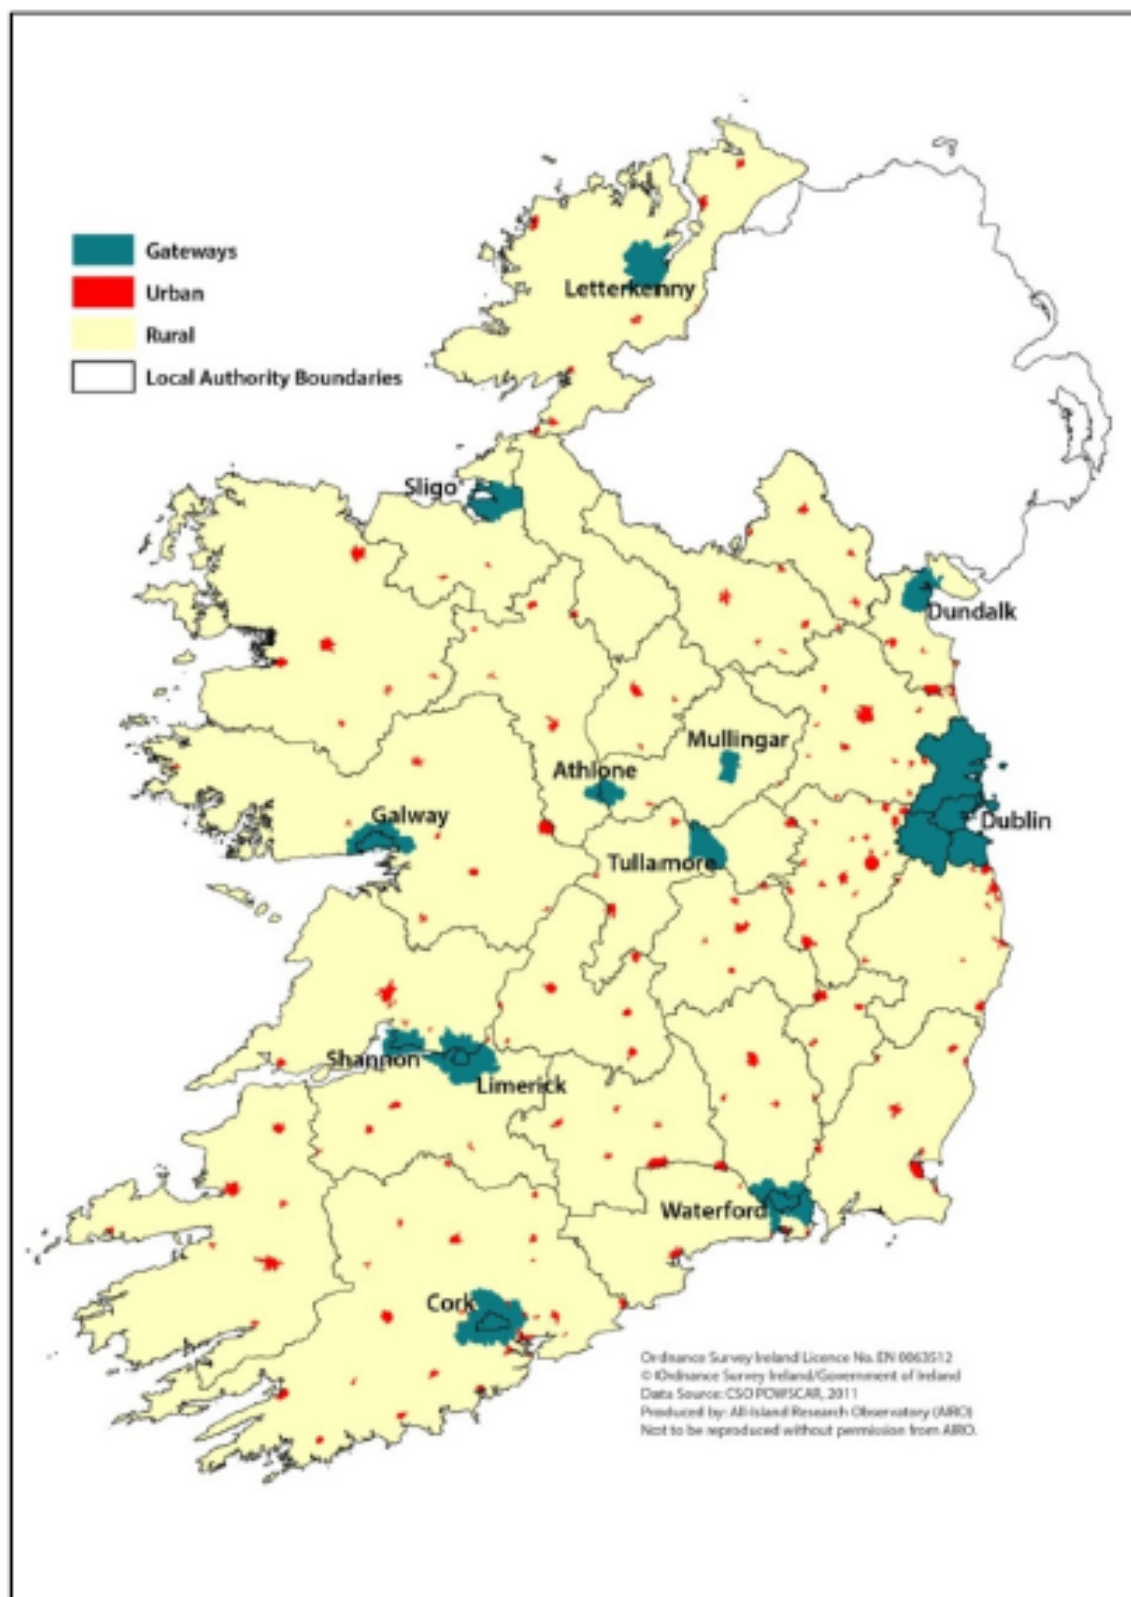 Gateways
Urban
Rural
Local Authority Boundaries
Letterkenny
Sligo
Dundalk
Mullingar
Athlone
Galway
Dublin
Tullamore
Shannon
Limerick
Waterford
Cork
Ordnance Survey Ireland Licence No. EN 0063512
© Ordnance Survey Ireland/Government of Ireland
Data Source: CSO POWSCAR, 2011
Produced by: All-Island Research Observatory (AIRO)
Not to be reproduced without permission from AIRO.